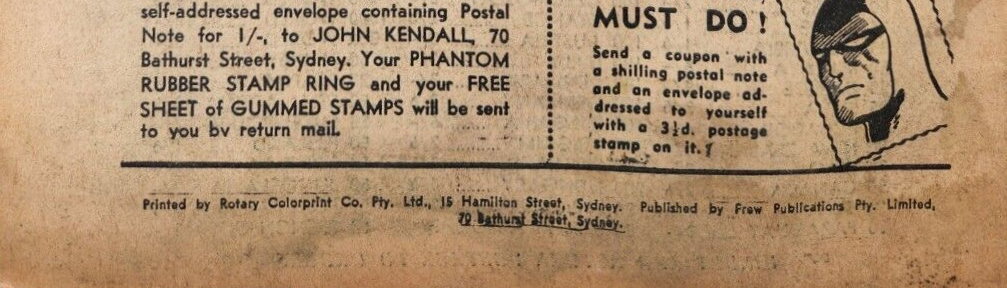 self-addressed envelope containing Postal
Note for 1/-, to JOHN KENDALL, 70
Bathurst Street, Sydney. Your PHANTOM
RUBBER STAMP RING and your FREE
SHEET of GUMMED STAMPS will be sent
to you by return mail.
MUST DO!
Send a coupon with
a shilling postal note
and an envelope ad-
dressed to yourself
with a 3½d. postage
stamp on it.
Printed by Rotary Colorprint Co. Pty. Ltd., 15 Hamilton Street, Sydney. Published by Frew Publications Pty. Limited,
70 Bathurst Street, Sydney.